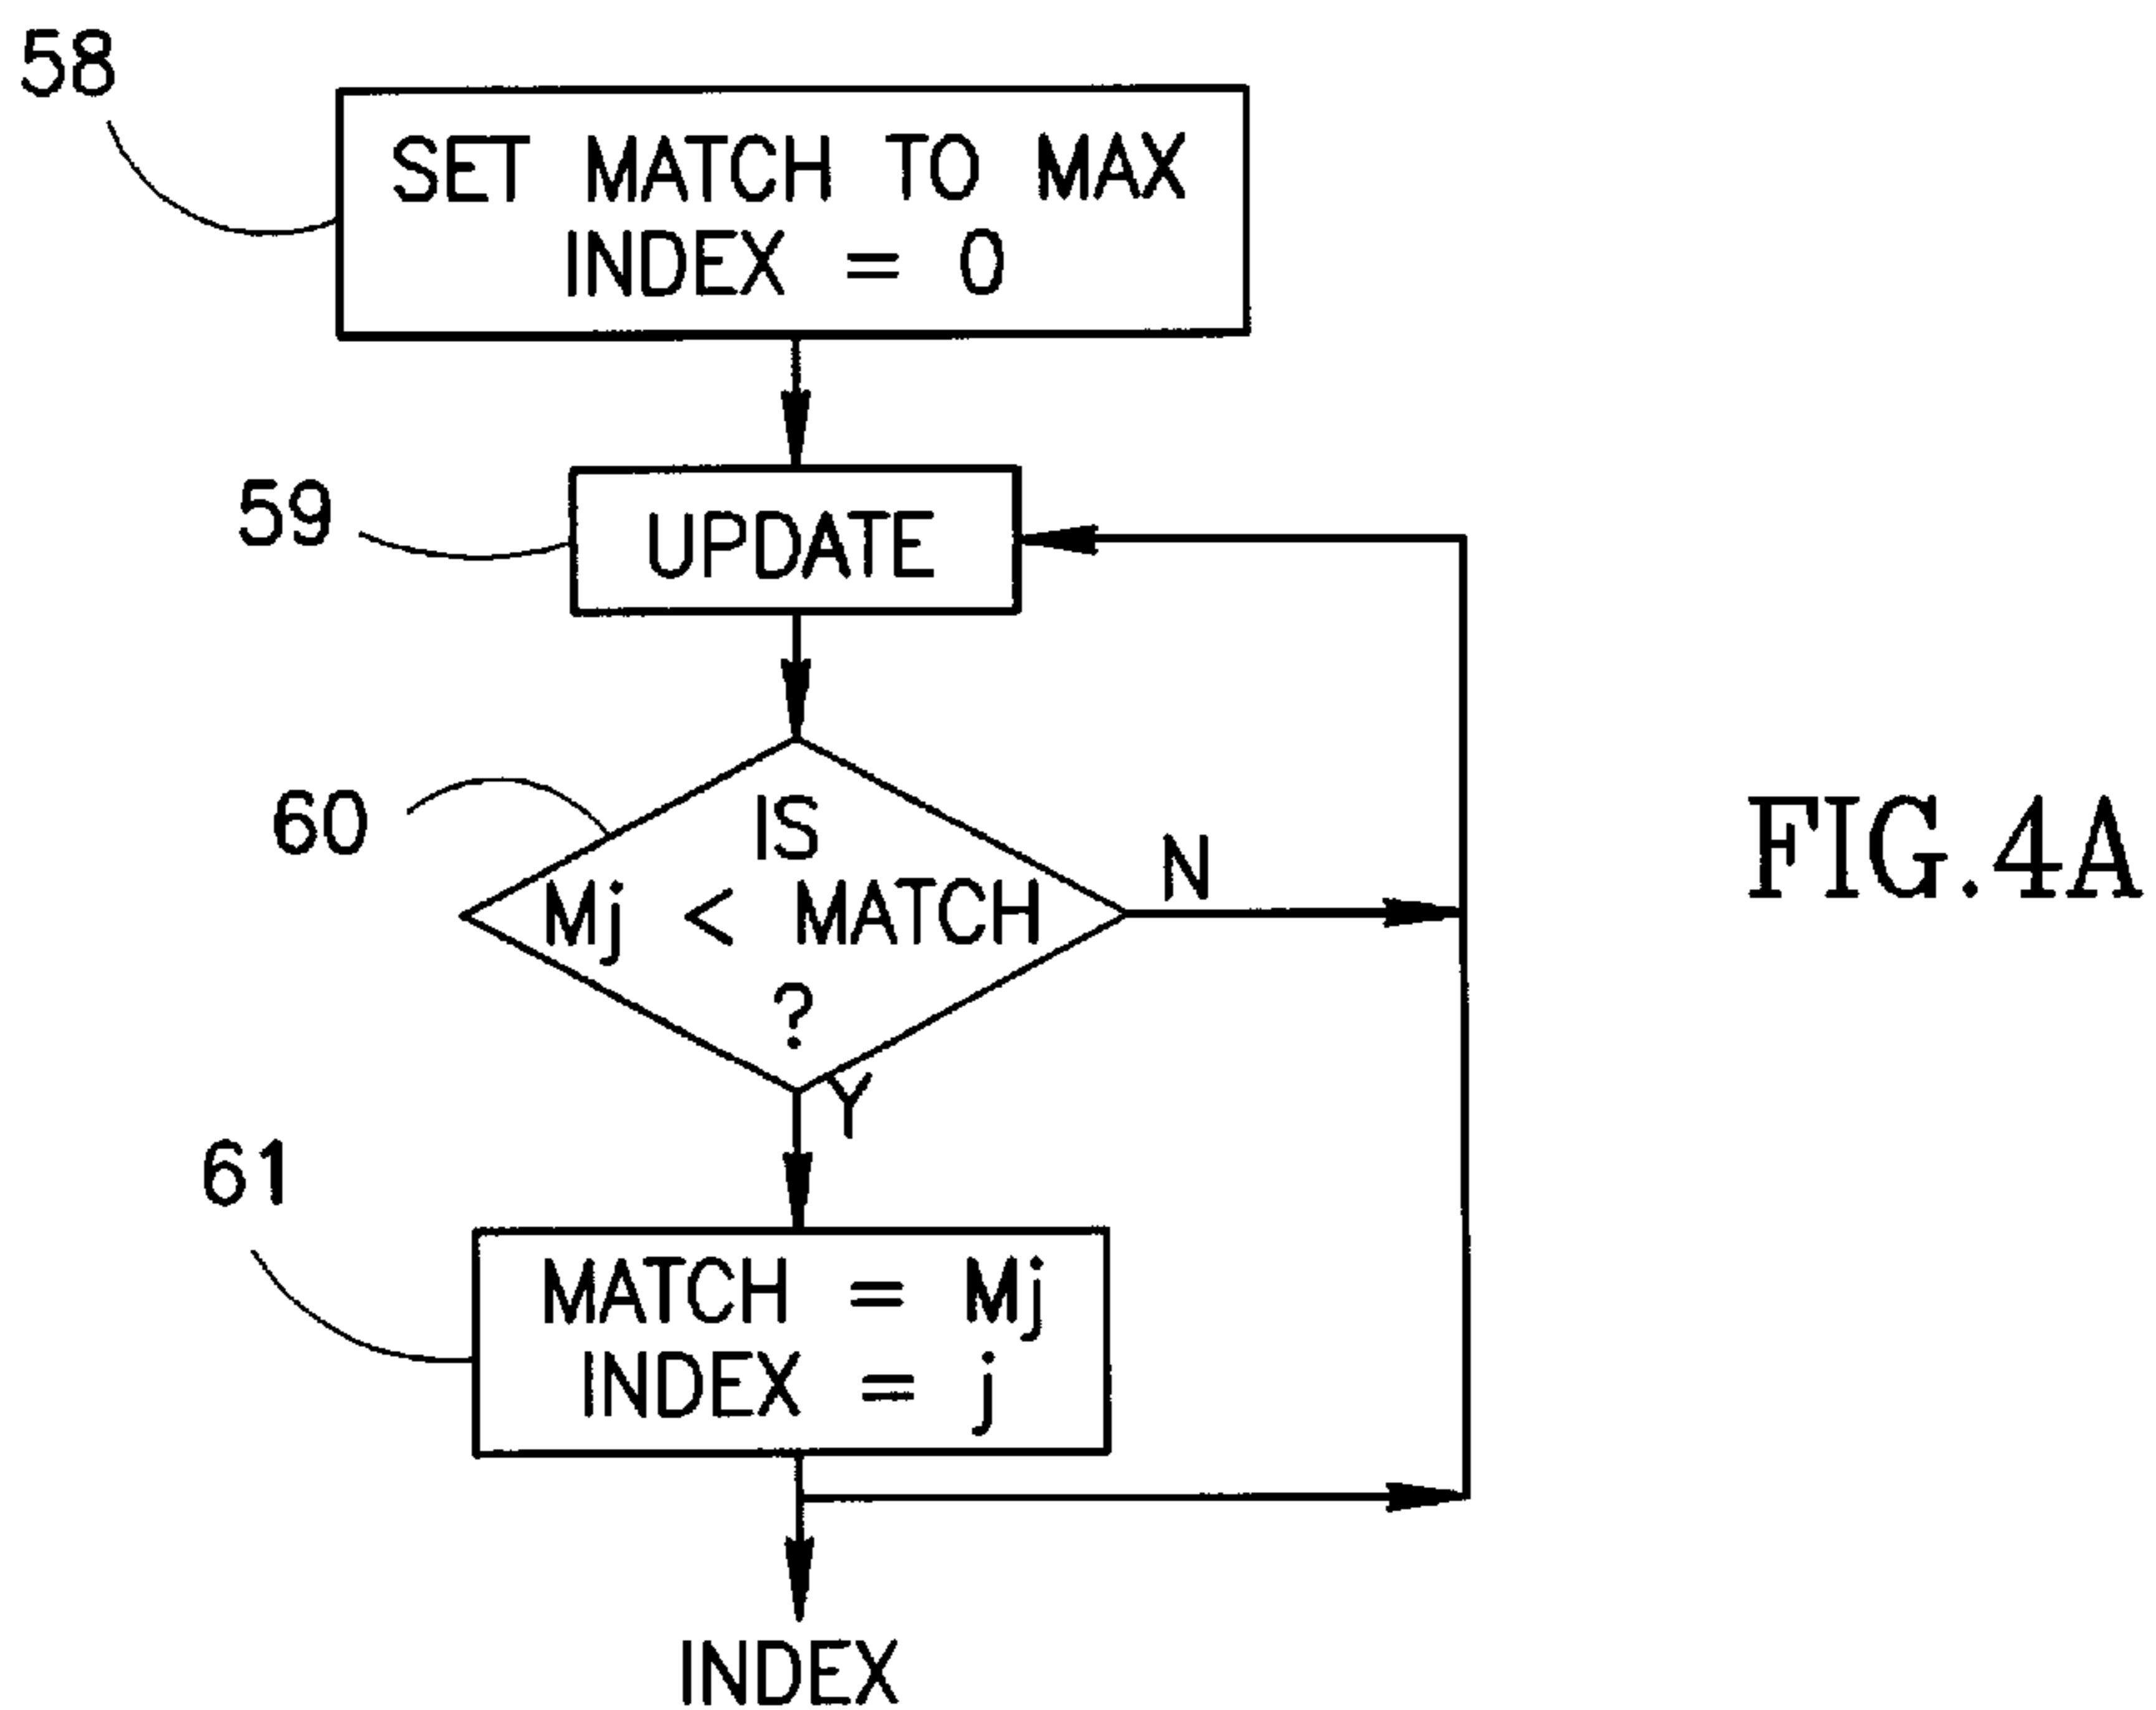 58
SET MATCH TO MAX
INDEX = 0
59
UPDATE
60
IS
Mj < MATCH
?
N
Y
61
MATCH = Mj
INDEX = j
INDEX
FIG.4A